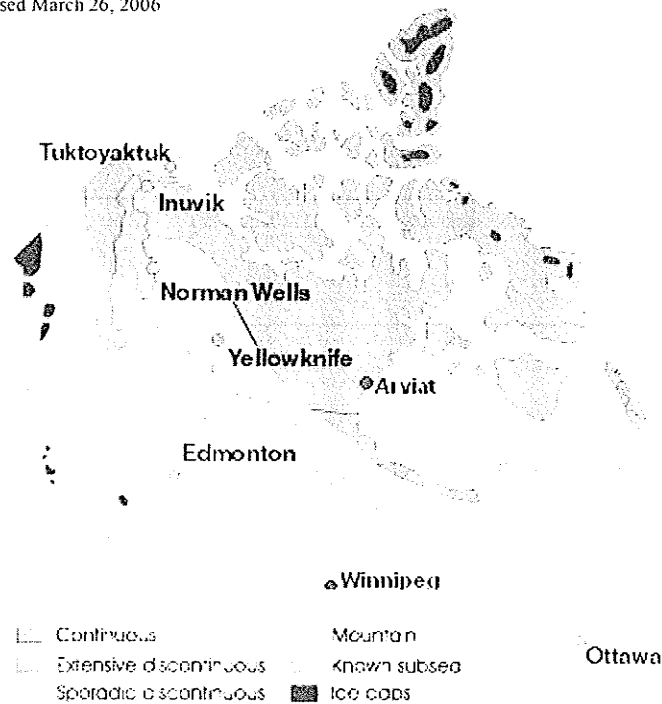 sed March 26, 2006
Tuktoyaktuk
Inuvik
Norman Wells
Yellowknife
Arviat
Edmonton
Winnipeg
Continuous
Mountain
Extensive discontinuous
Known subsea
Ottawa
Sporadic discontinuous
Ice caps